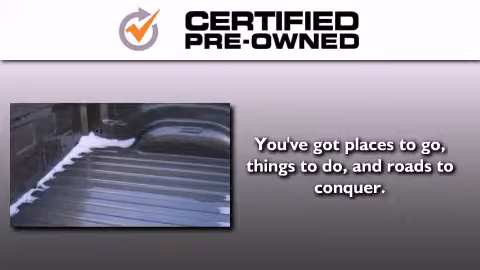 CERTIFIED
PRE-OWNED
You've got places to go,
things to do, and roads to
conquer.